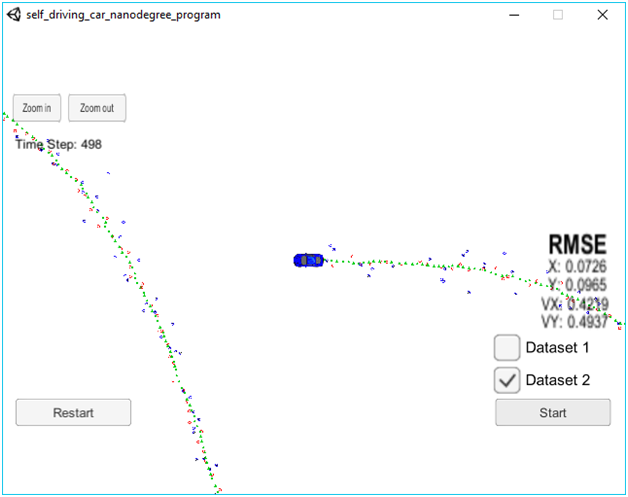 self_driving_car_nanodegree_program
Zoom in
Zoom out
Time Step: 498
RMSE
X: 0.0726
Y: 0.0965
VX: 0.4219
VY: 0.4937
Dataset 1
Dataset 2
Restart
Start